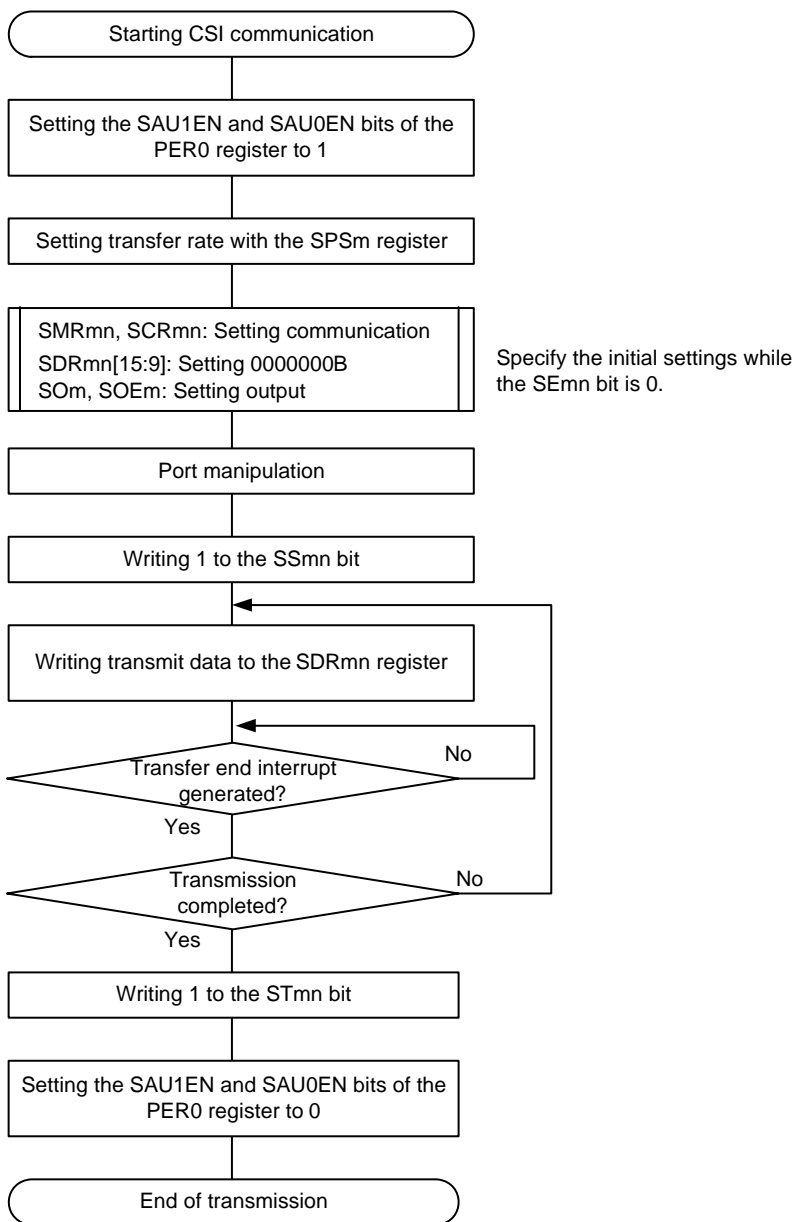 Starting CSI communication
Setting the SAU1EN and SAU0EN bits of the
PER0 register to 1
Setting transfer rate with the SPSm register
SMRmn, SCRmn: Setting communication
SDRmn[15:9]: Setting 0000000B
SOm, SOEm: Setting output
Specify the initial settings while
the SEmn bit is 0.
Port manipulation
Writing 1 to the SSmn bit
Writing transmit data to the SDRmn register
No
Transfer end interrupt
generated?
Yes
No
Transmission
completed?
Yes
Writing 1 to the STmn bit
Setting the SAU1EN and SAU0EN bits of the
PER0 register to 0
End of transmission